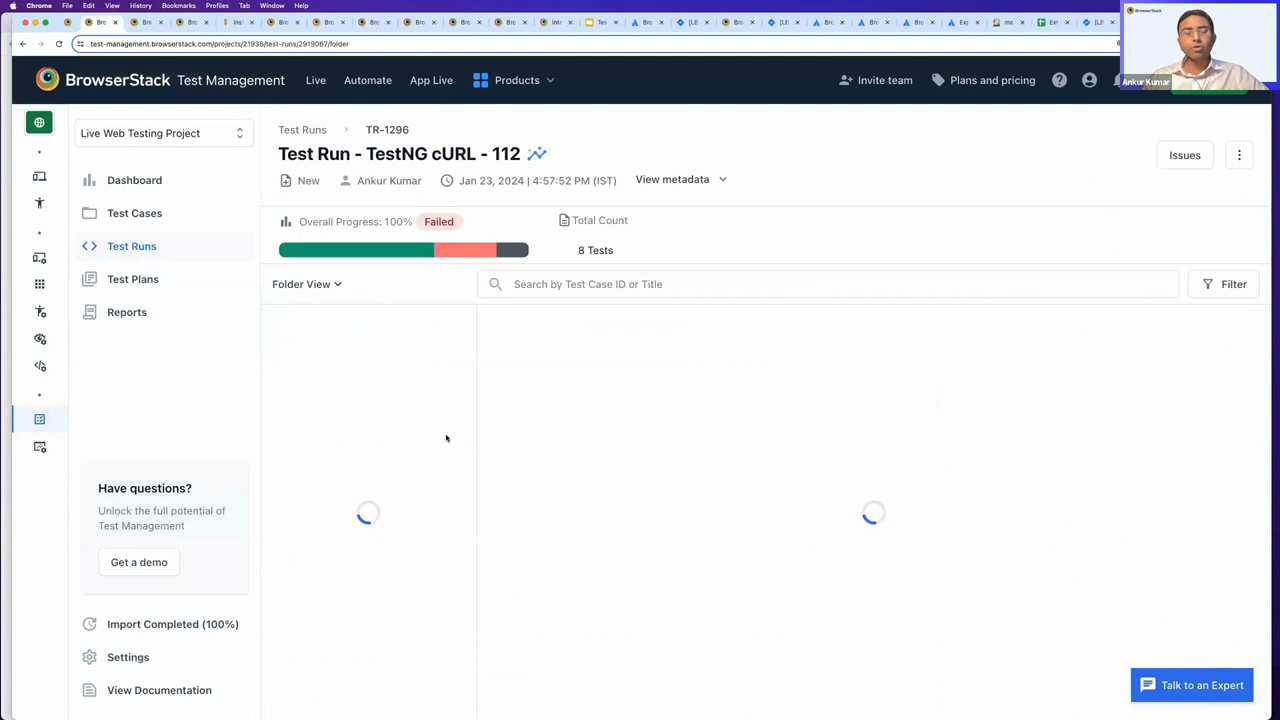 Chrome File Edit View History Bookmarks Profiles Tab Window Help
test-management.browserstack.com/projects/21936/test-runs/2919067/folder
BrowserStack
Ankur Kumar
BrowserStack Test Management Live Automate App Live Products Invite team Plans and pricing
Live Web Testing Project
Dashboard
Test Cases
Test Runs
Test Plans
Reports
Have questions?
Unlock the full potential of
Test Management
Get a demo
Import Completed (100%)
Settings
View Documentation
Test Runs TR-1296
Test Run - TestNG cURL - 112
Issues
New Ankur Kumar Jan 23, 2024 | 4:57:52 PM (IST) View metadata
Overall Progress: 100% Failed Total Count
8 Tests
Folder View Search by Test Case ID or Title Filter
Talk to an Expert